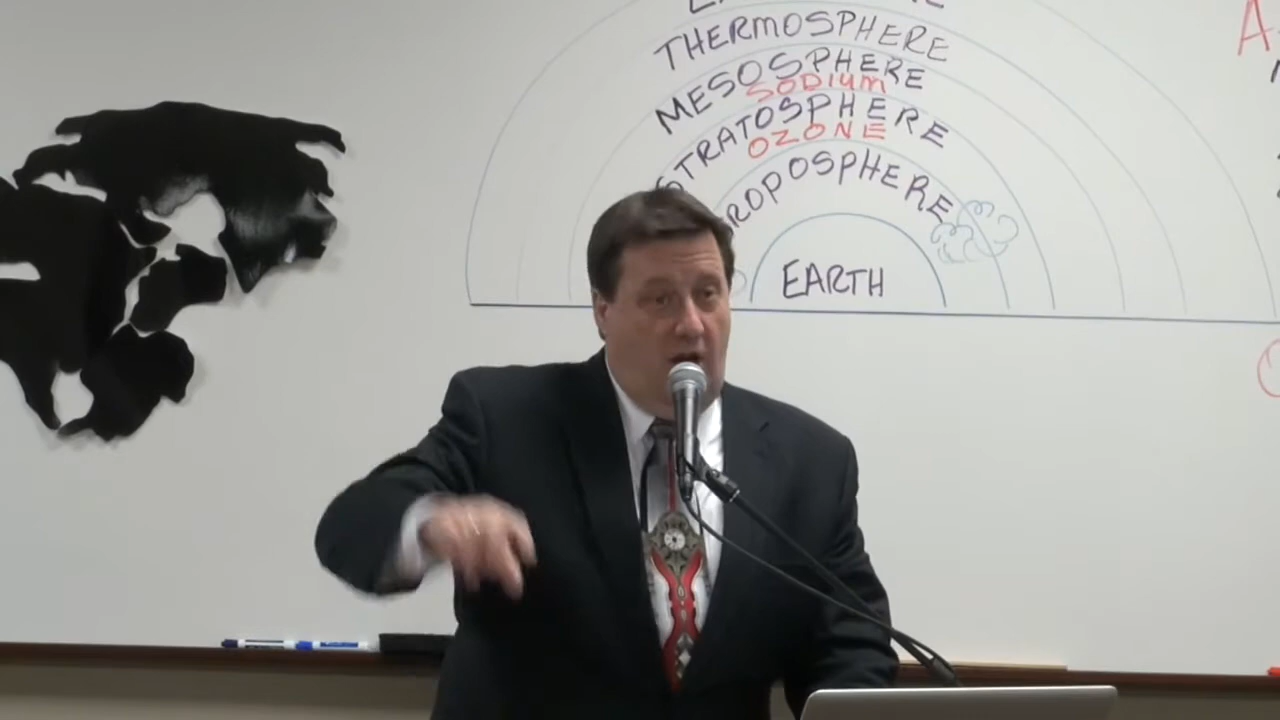 THERMOSPHERE
MESOSPHERE
SODIUM
STRATOSPHERE
OZONE
ROPOSPHERE
EARTH
A